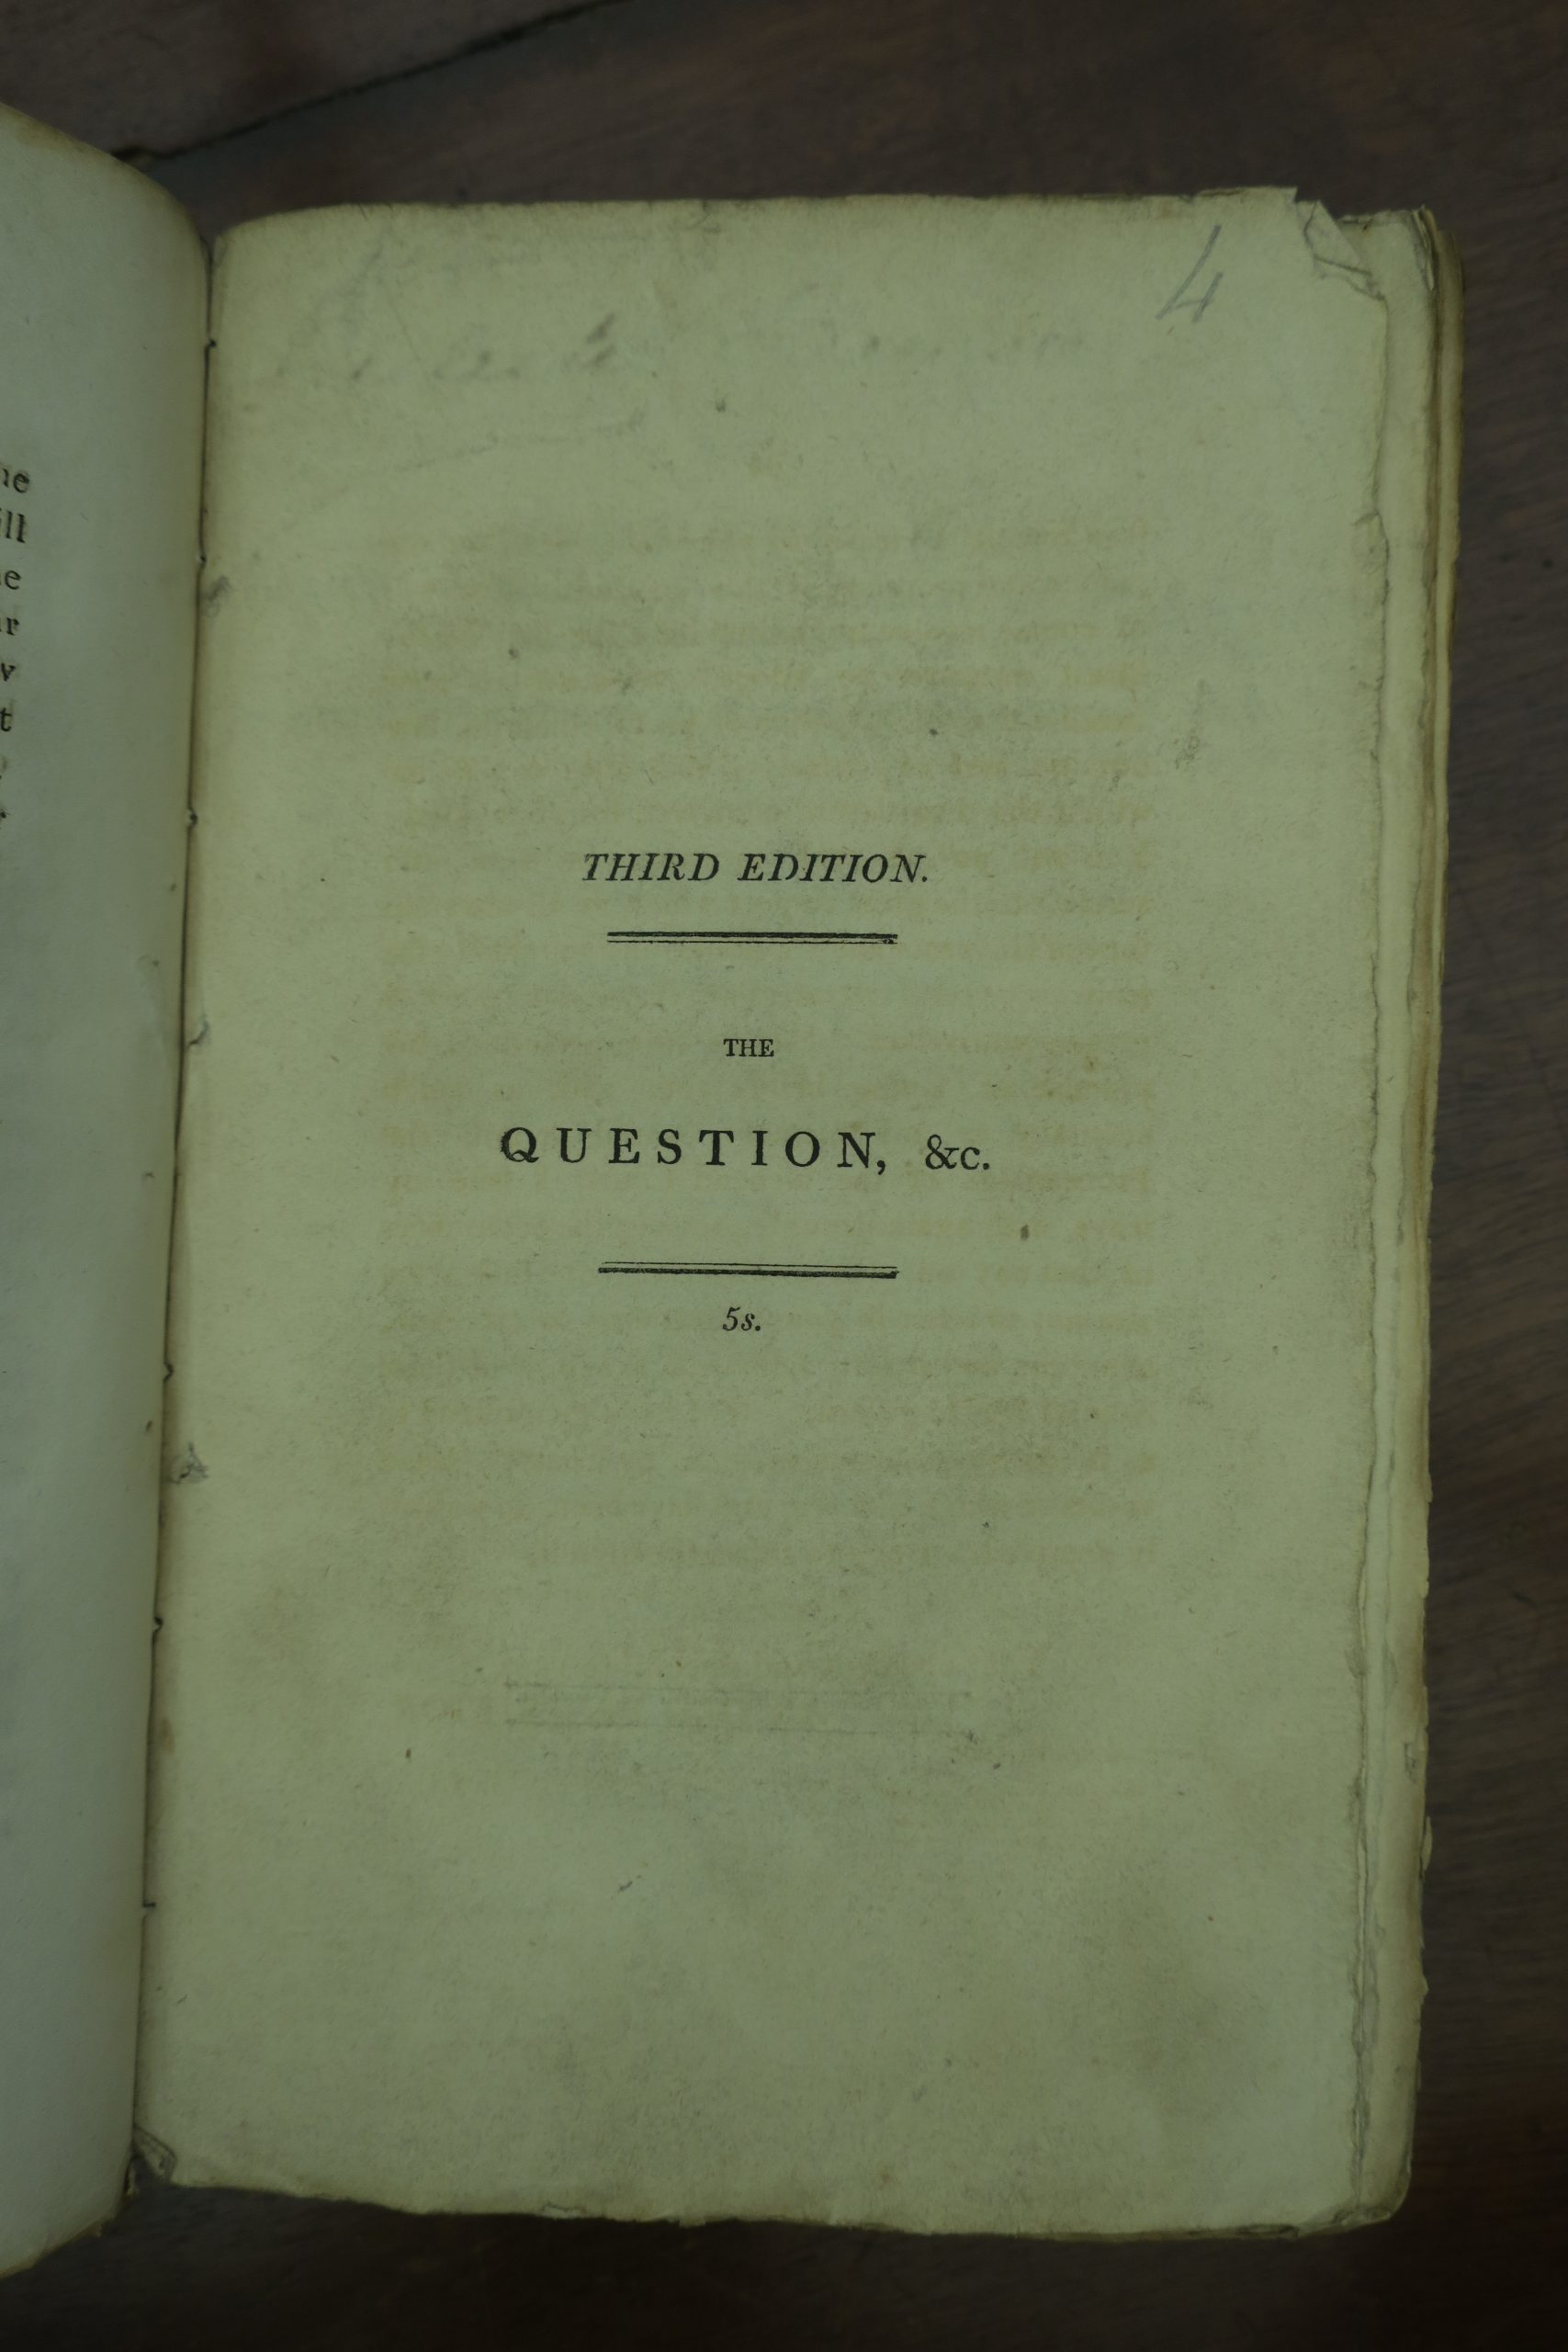 4
THIRD EDITION.
THE
QUESTION, &c.
5s.